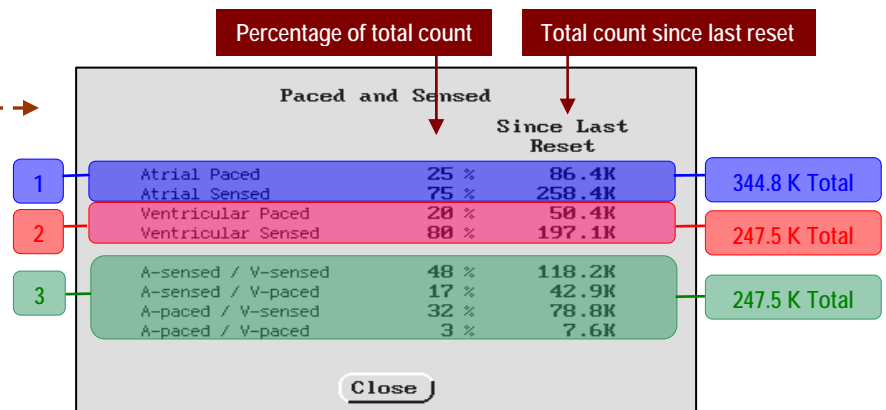 Percentage of total count
Total count since last reset
Paced and Sensed
Since Last
Reset
1
Atrial Paced 25 % 86.4K
Atrial Sensed 75 % 258.4K
344.8 K Total
2
Ventricular Paced 20 % 50.4K
Ventricular Sensed 80 % 197.1K
247.5 K Total
3
A-sensed / V-sensed 48 % 118.2K
A-sensed / V-paced 17 % 42.9K
A-paced / V-sensed 32 % 78.8K
A-paced / V-paced 3 % 7.6K
247.5 K Total
Close